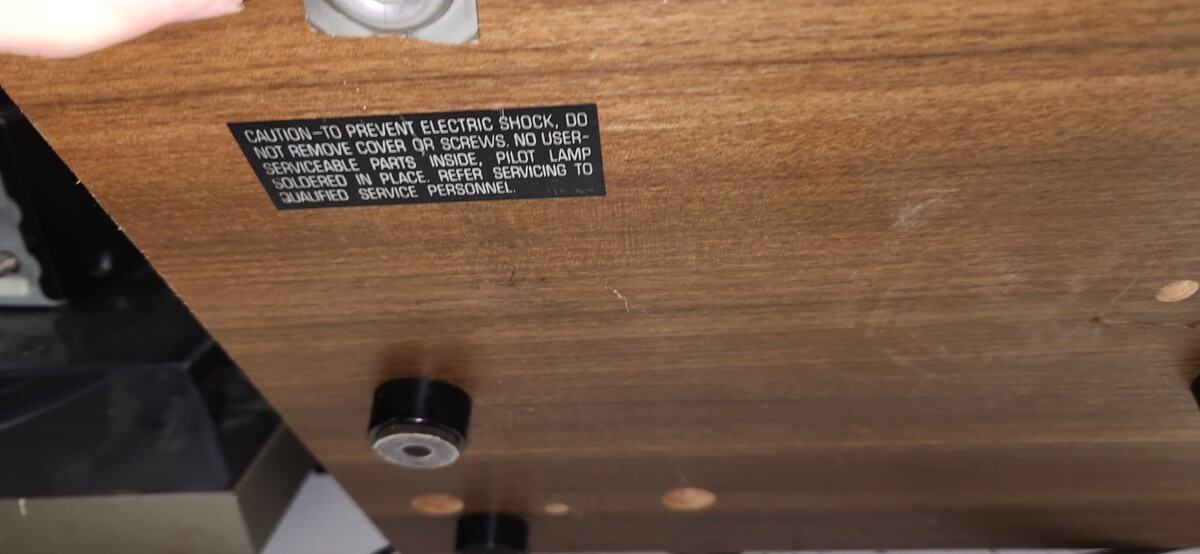 CAUTION-TO PREVENT ELECTRIC SHOCK, DO
NOT REMOVE COVER OR SCREWS. NO USER-
SERVICEABLE PARTS INSIDE, PILOT LAMP
SOLDERED IN PLACE. REFER SERVICING TO
QUALIFIED SERVICE PERSONNEL.